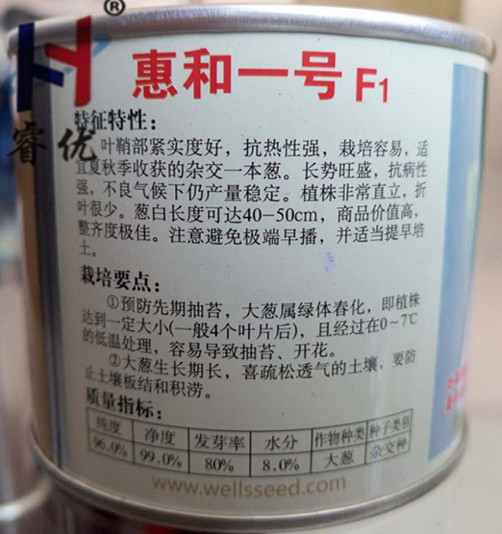 ®
H
睿优
惠和一号 F1
特征特性：
叶鞘部紧实度好，抗热性强，栽培容易，适
宜夏秋季收获的杂交一本葱。长势旺盛，抗病性
强，不良气候下仍产量稳定。植株非常直立，折
叶很少。葱白长度可达40-50cm，商品价值高，
整齐度极佳。注意避免极端早播，并适当提早培
土。
栽培要点：
①预防先期抽苔，大葱属绿体春化，即植株
达到一定大小(一般4个叶片后)，且经过在0~7℃
的低温处理，容易导致抽苔、开花。
②大葱生长期长，喜疏松透气的土壤，要防
止土壤板结和积涝。
质量指标：
纯度 净度 发芽率 水分 作物种类 种子类别
96.0% 99.0% 80% 8.0% 大葱 杂交种
www.wellsseed.com